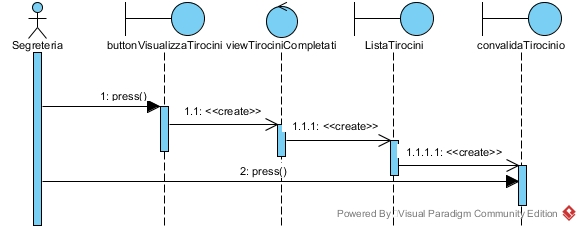 Segreteria
buttonVisualizzaTirocini
viewTirociniCompletati
ListaTirocini
convalidaTirocinio
1: press()
1.1: <<create>>
1.1.1: <<create>>
1.1.1.1: <<create>>
2: press()
Powered By Visual Paradigm Community Edition